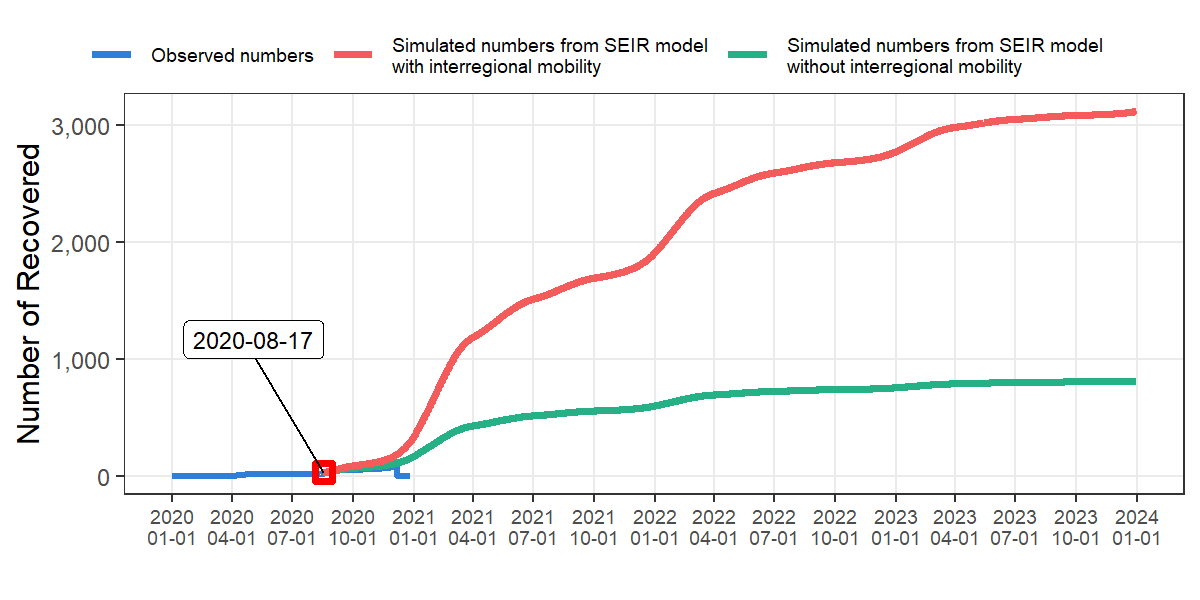 Observed numbers
Simulated numbers from SEIR model
with interregional mobility
Simulated numbers from SEIR model
without interregional mobility
Number of Recovered
3,000
2,000
1,000
0
2020-08-17
2020 2020 2020 2020 2021 2021 2021 2021 2022 2022 2022 2022 2023 2023 2023 2023 2024
01-01 04-01 07-01 10-01 01-01 04-01 07-01 10-01 01-01 04-01 07-01 10-01 01-01 04-01 07-01 10-01 01-01